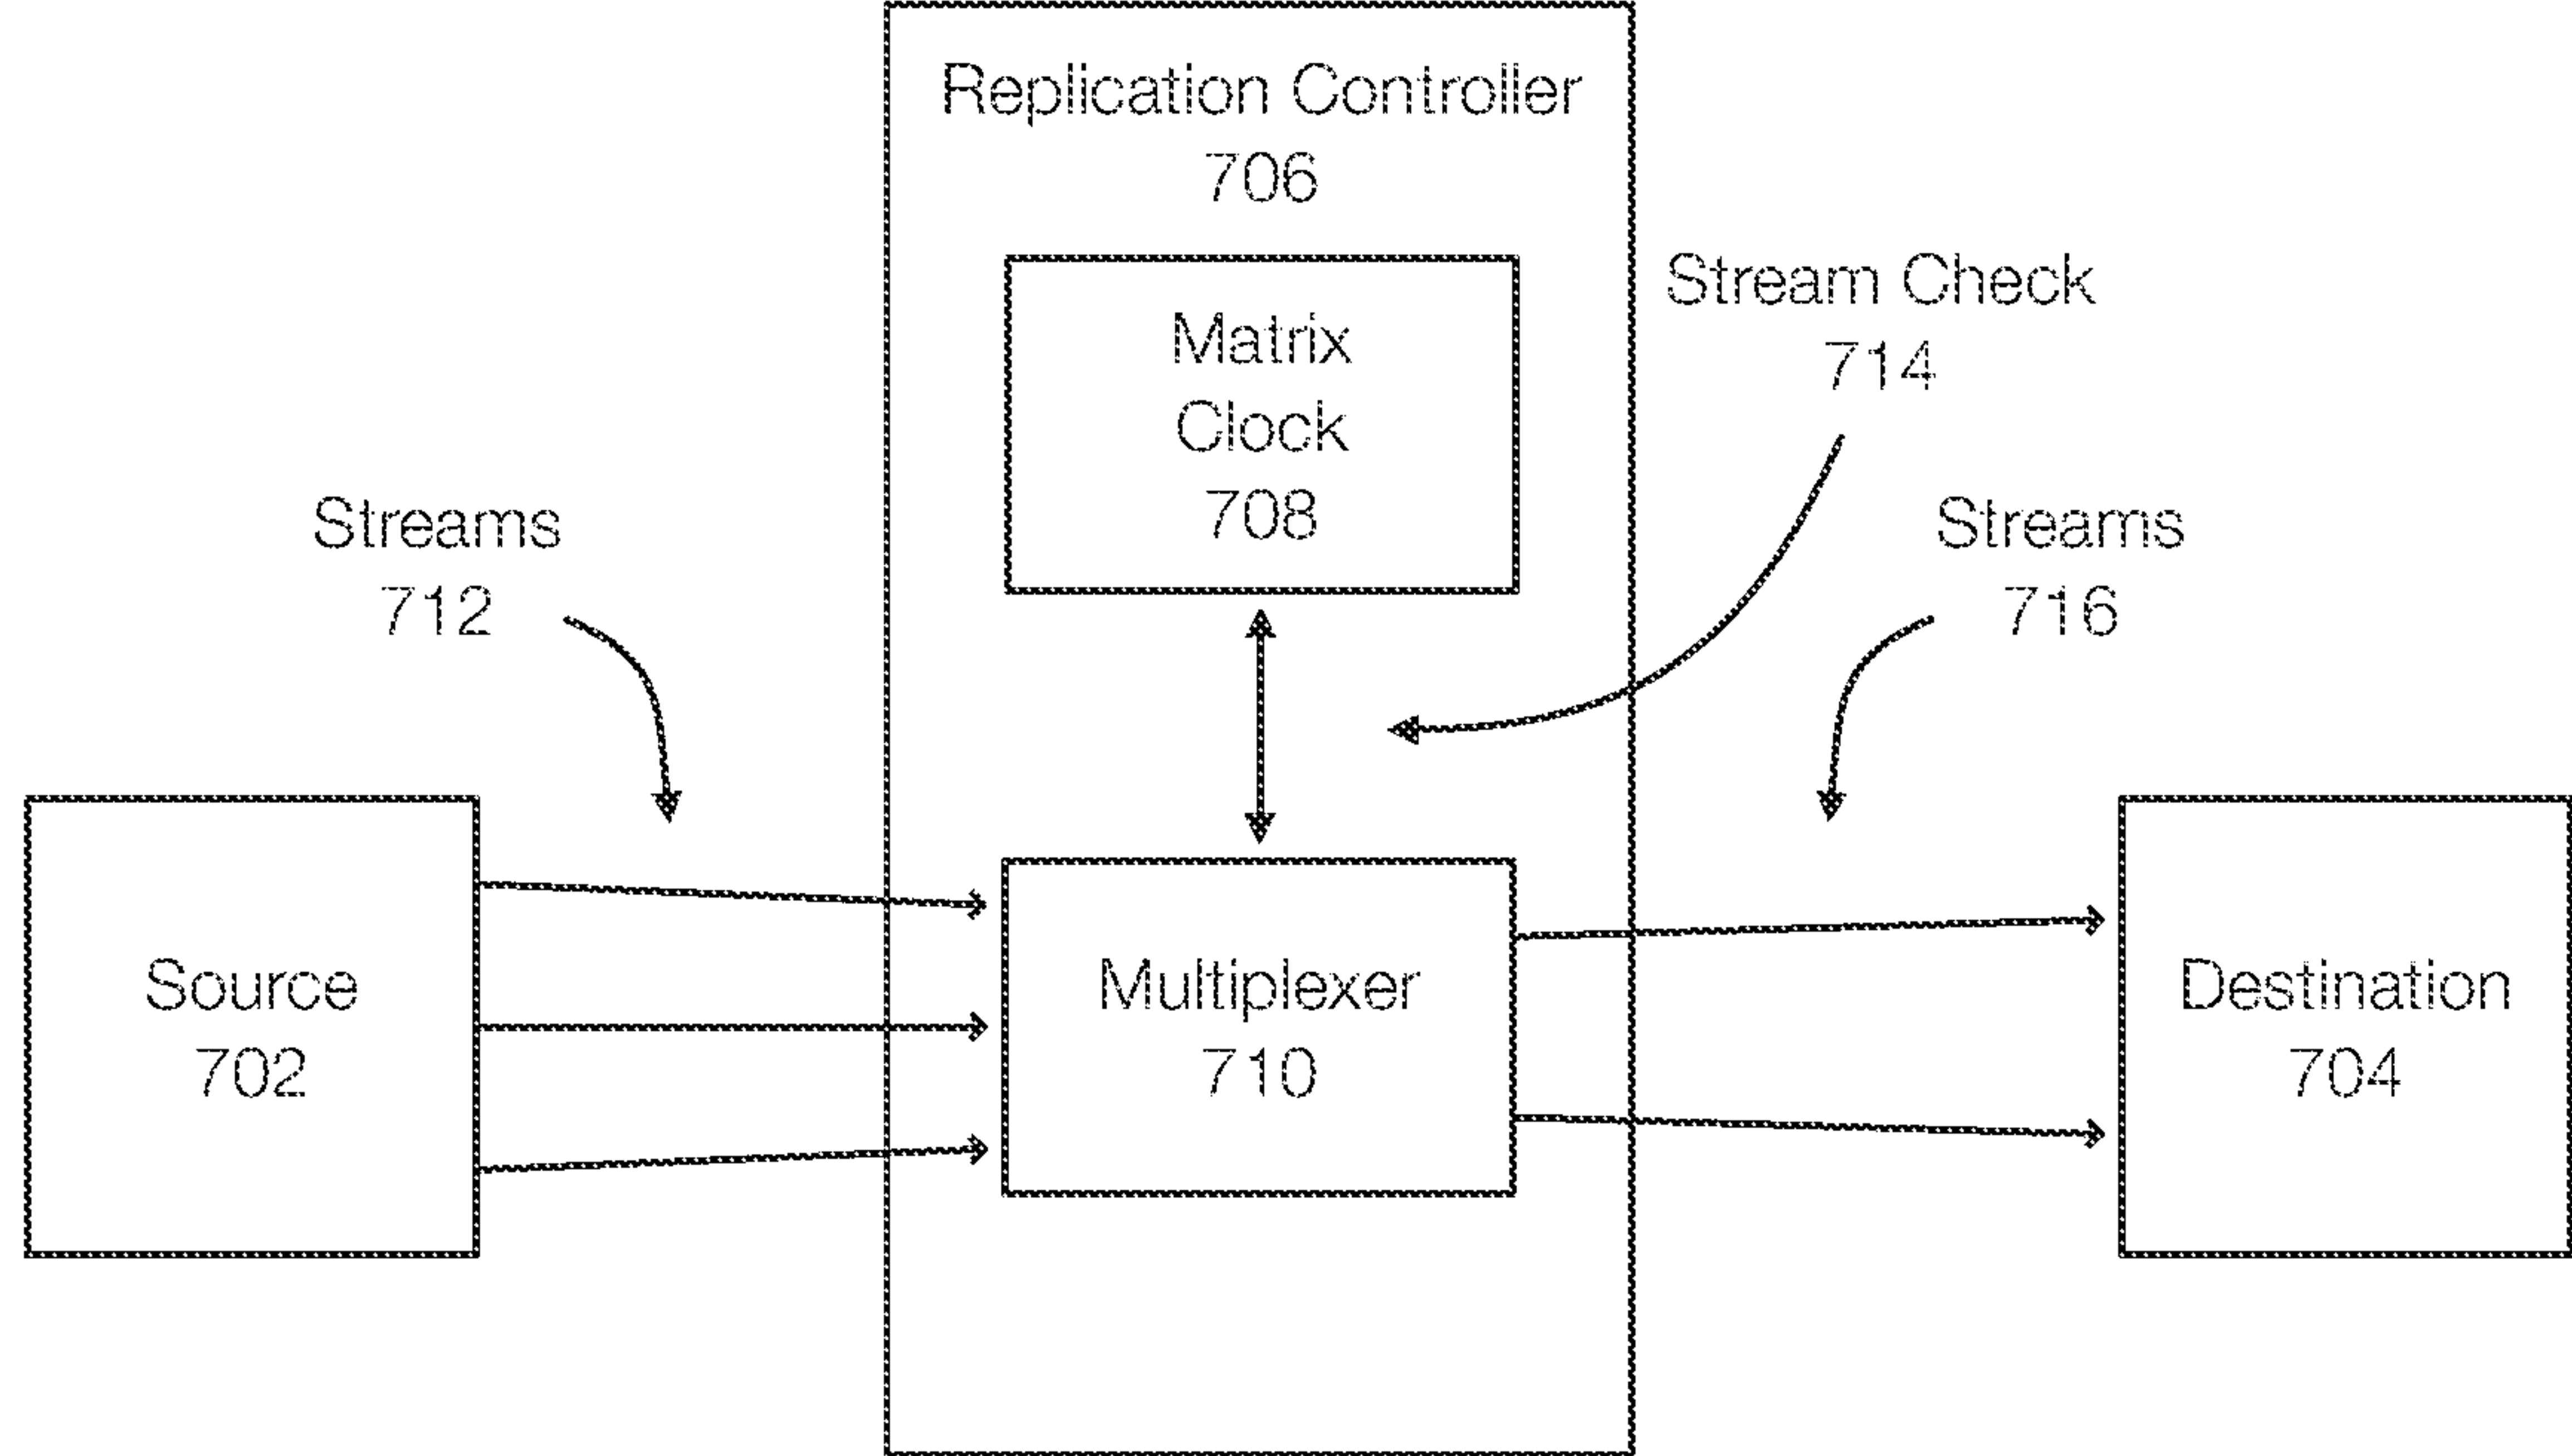 Replication Controller
706
Matrix
Clock
708
Stream Check
714
Streams
712
Streams
716
Source
702
Multiplexer
710
Destination
704